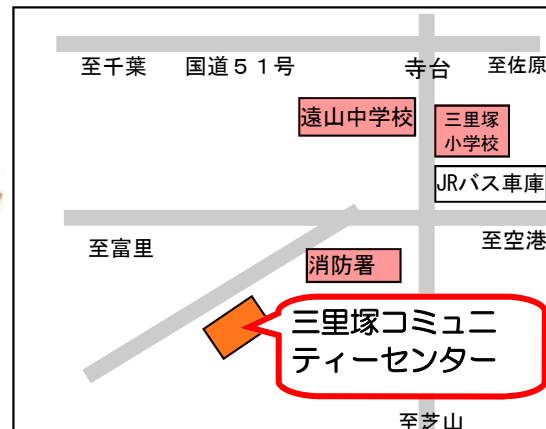 至千葉
国道５１号
寺台
至佐原
遠山中学校
三里塚
小学校
JRバス車庫
至富里
至空港
消防署
三里塚コミュニ
ティーセンター
至芝山